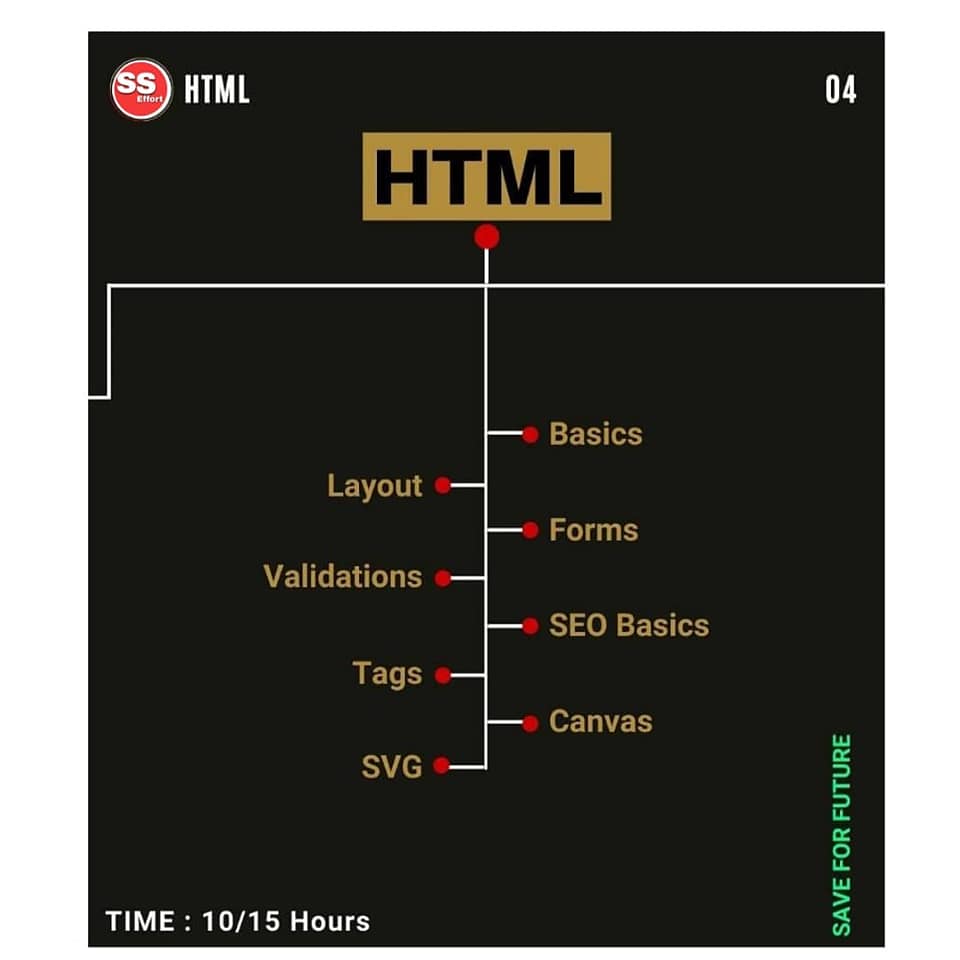 SS
Effort
HTML
04
HTML
Basics
Layout
Forms
Validations
SEO Basics
Tags
Canvas
SVG
SAVE FOR FUTURE
TIME : 10/15 Hours